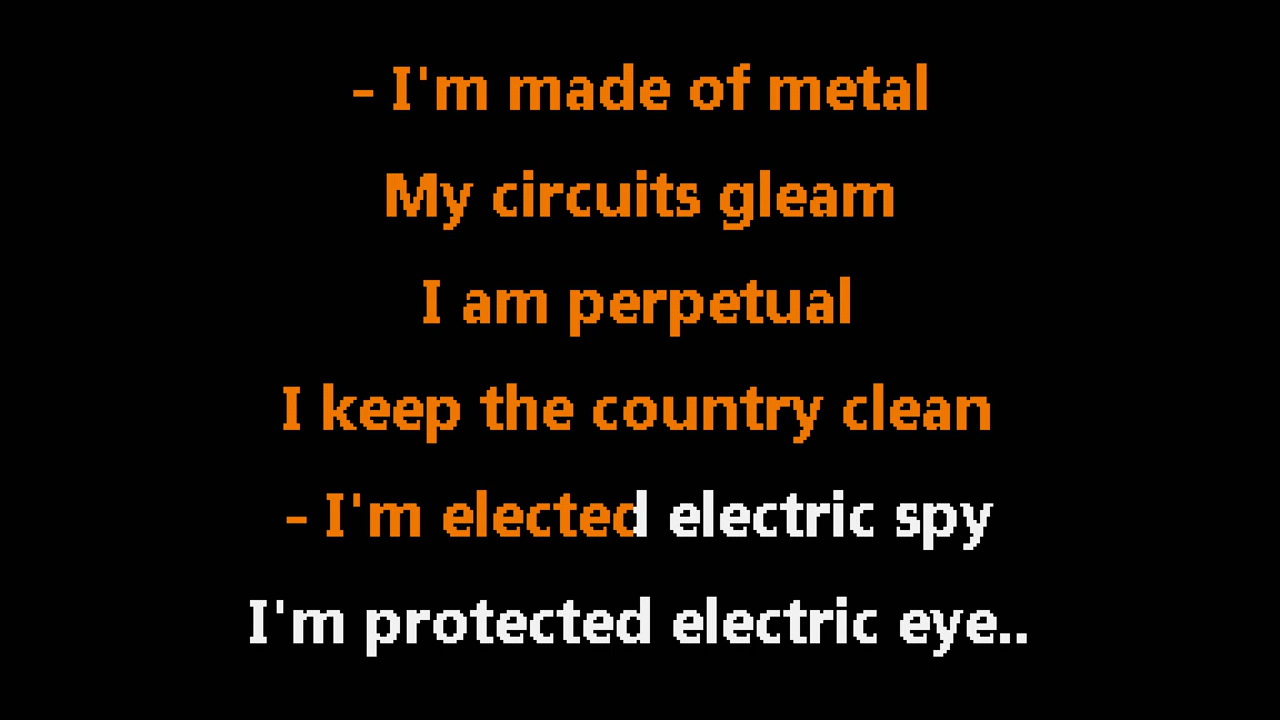 - I'm made of metal
My circuits gleam
I am perpetual
I keep the country clean
- I'm elected electric spy
I'm protected electric eye..